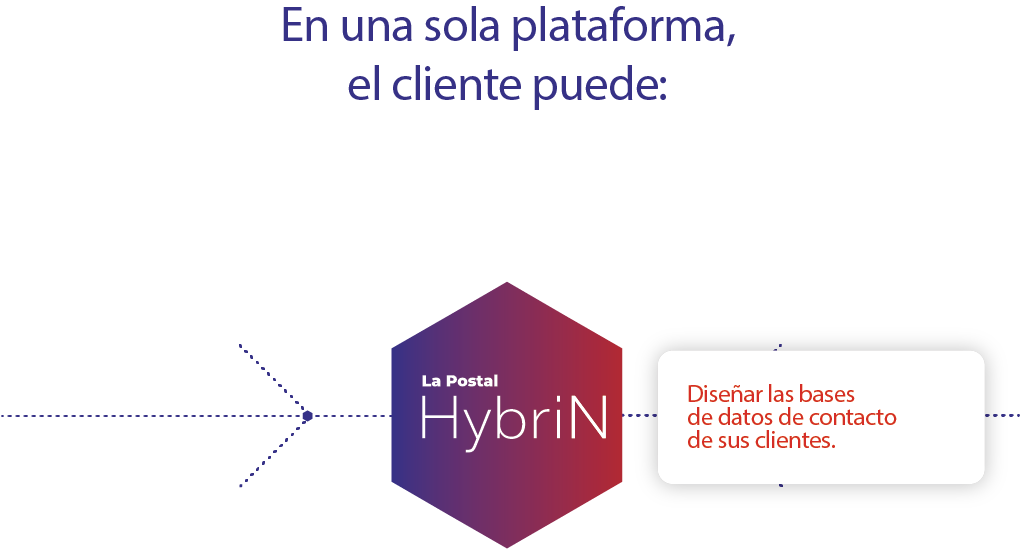 En una sola plataforma,
el cliente puede:
La Postal
HybriN
Diseñar las bases
de datos de contacto
de sus clientes.